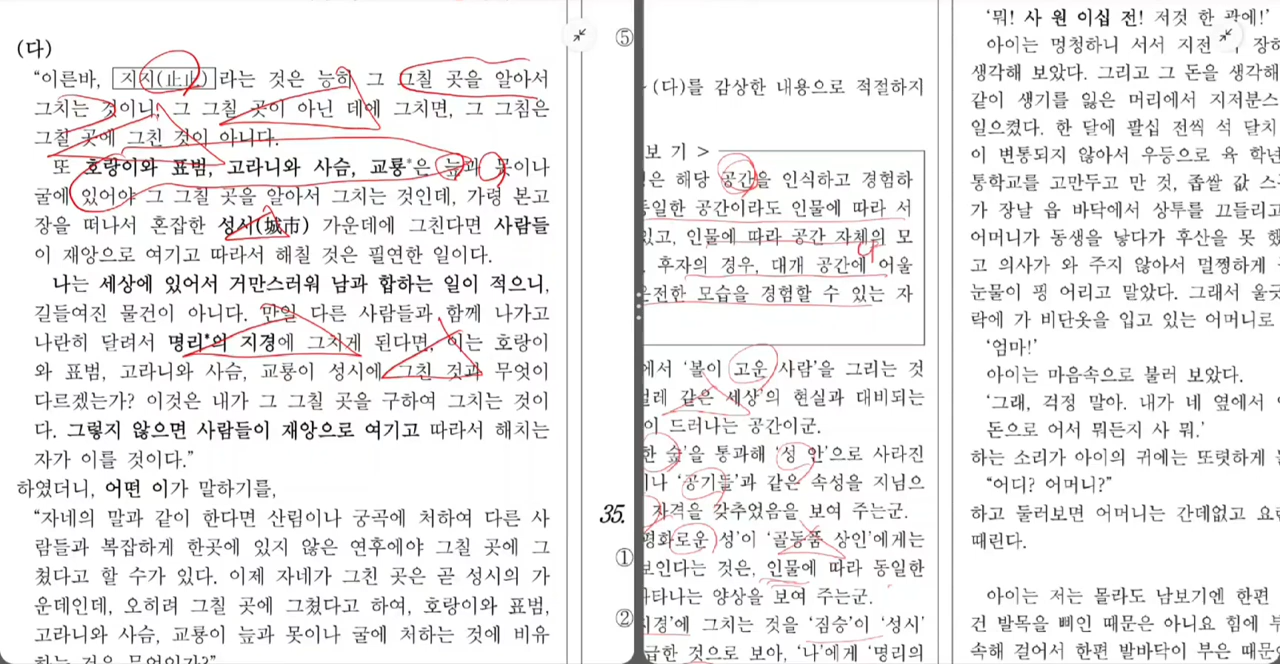 (다)
“이른바, 지지(止止) 라는 것은 능히 그 그칠 곳을 알아서
그치는 것이니, 그 그칠 곳이 아닌 데에 그치면, 그 그침은
그칠 곳에 그친 것이 아니다.
또 호랑이와 표범, 고라니와 사슴, 교룡*은 늪과 못이나
굴에 있어야 그 그칠 곳을 알아서 그치는 것인데, 가령 본고
장을 떠나서 혼잡한 성시(城市) 가운데에 그친다면 사람들
이 재앙으로 여기고 따라서 해칠 것은 필연한 일이다.
나는 세상에 있어서 거만스러워 남과 합하는 일이 적으니,
길들여진 물건이 아니다. 만일 다른 사람들과 함께 나가고
나란히 달려서 명리*의 지경에 그치게 된다면, 이는 호랑이
와 표범, 고라니와 사슴, 교룡이 성시에 그친 것과 무엇이
다르겠는가? 이것은 내가 그 그칠 곳을 구하여 그치는 것이
다. 그렇지 않으면 사람들이 재앙으로 여기고 따라서 해치는
자가 이를 것이다.”
하였더니, 어떤 이가 말하기를,
“자네의 말과 같이 한다면 산림이나 궁곡에 처하여 다른 사
람들과 복잡하게 한곳에 있지 않은 연후에야 그칠 곳에 그
쳤다고 할 수가 있다. 이제 자네가 그친 곳은 곧 성시의 가
운데인데, 오히려 그칠 곳에 그쳤다고 하여, 호랑이와 표범,
고라니와 사슴, 교룡이 늪과 못이나 굴에 처하는 것에 비유
하는 것은 무엇인가?”
⑤
(다)를 감상한 내용으로 적절하지
보 기 >
은 해당 공간을 인식하고 경험하
동일한 공간이라도 인물에 따라 서
있고, 인물에 따라 공간 자체의 모
후자의 경우, 대개 공간에 어울
온전한 모습을 경험할 수 있는 자
에서 ‘볼이 고운 사람’을 그리는 것
걸레 같은 세상’의 현실과 대비되는
이 드러나는 공간이군.
한 숲’을 통과해 ‘성 안’으로 사라진
이나 ‘공기돌’과 같은 속성을 지님으
자격을 갖추었음을 보여 주는군.
평화로운 성’이 ‘골동품 상인’에게는
보인다는 것은, 인물에 따라 동일한
나타나는 양상을 보여 주는군.
지경’에 그치는 것을 ‘짐승’이 ‘성시’
급한 것으로 보아, ‘나’에게 ‘명리의
35.
①
②
‘뭐! 사 원 이십 전! 저것 한 곽에!’
아이는 멍청하니 서서 지전 장하
생각해 보았다. 그리고 그 돈을 생각해
같이 생기를 잃은 머리에서 지저분스
일으켰다. 한 달에 팔십 전씩 석 달치
이 변통되지 않아서 우등으로 육 학년
통학교를 고만두고 만 것, 좁쌀 값 스
가 장날 읍 바닥에서 상투를 끄들리고
어머니가 동생을 낳다가 후산을 못 했
고 의사가 와 주지 않아서 멀쩡하게
눈물이 핑 어리고 말았다. 그래서 울긋
락에 가 비단옷을 입고 있는 어머니로
‘엄마!’
아이는 마음속으로 불러 보았다.
‘그래, 걱정 말아. 내가 네 옆에서
돈으로 어서 뭐든지 사 뭐.’
하는 소리가 아이의 귀에는 또렷하게
“어디? 어머니?”
하고 둘러보면 어머니는 간데없고 요란
때린다.
아이는 저는 몰라도 남보기엔 한편
건 발목을 삐인 때문은 아니요 힘에 부
속해 걸어서 한편 발바닥이 부은 때문